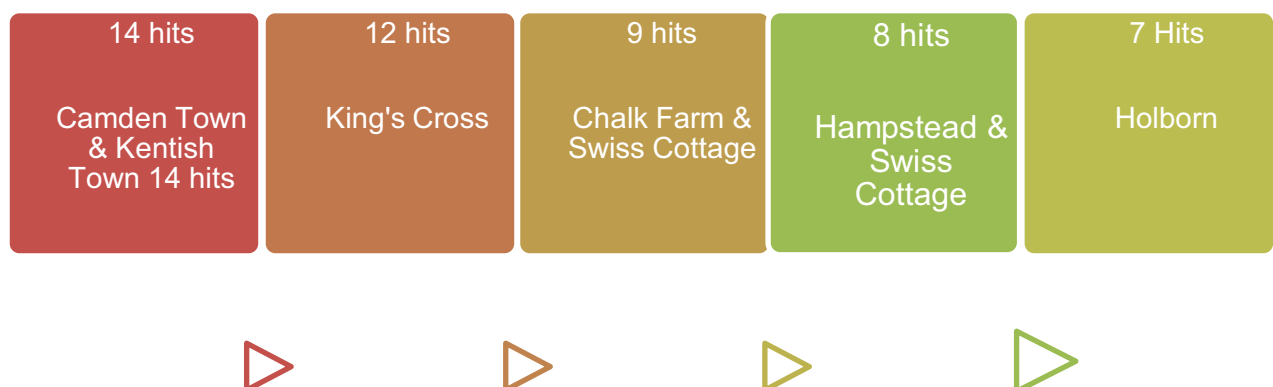 14 hits
Camden Town
& Kentish
Town 14 hits
12 hits
King's Cross
9 hits
Chalk Farm &
Swiss Cottage
8 hits
Hampstead &
Swiss
Cottage
7 Hits
Holborn